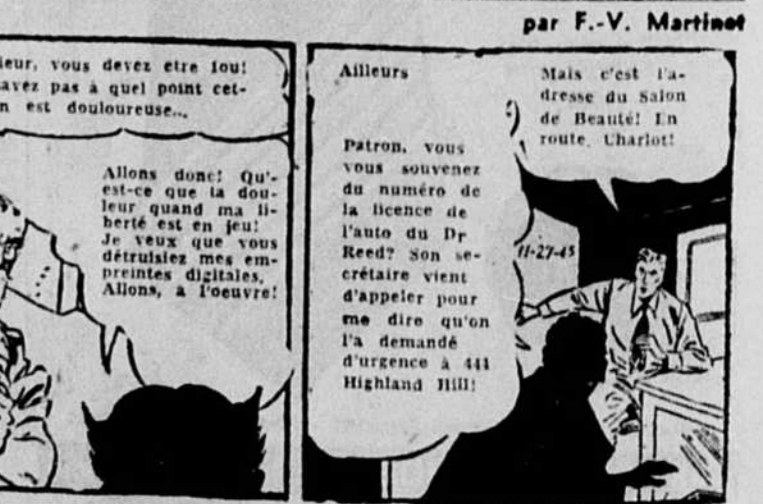 par F.-V. Martinet
ieur, vous devez etre fou!
avez pas à quel point cet-
n est douloureuse...
Allons donc! Qu'-
est-ce que la dou-
leur quand ma li-
berté est en jeu!
Je veux que vous
détruisiez mes em-
preintes digitales.
Allons, a l'oeuvre!
Ailleurs
Patron, vous
vous souvenez
du numéro de
la licence de
l'auto du Dr
Reed? Son se-
crétaire vient
d'appeler pour
me dire qu'on
l'a demandé
d'urgence à 441
Highland Hill!
Mais c'est l'a-
dresse du Salon
de Beauté! En
route, Charlot!
11-27-45